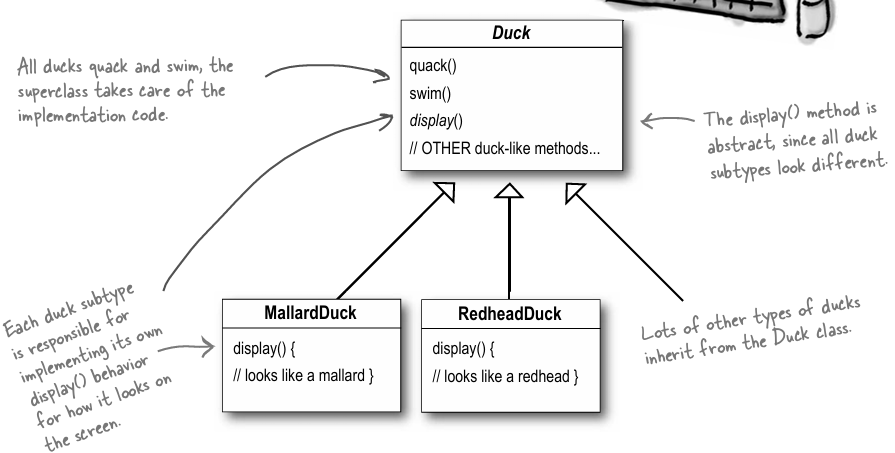 Duck
quack()
swim()
display()
// OTHER duck-like methods...
All ducks quack and swim, the
superclass takes care of the
implementation code.
The display() method is
abstract, since all duck
subtypes look different.
Each duck subtype
is responsible for
implementing its own
display() behavior
for how it looks on
the screen.
MallardDuck
display() {
// looks like a mallard }
RedheadDuck
display() {
// looks like a redhead }
Lots of other types of ducks
inherit from the Duck class.